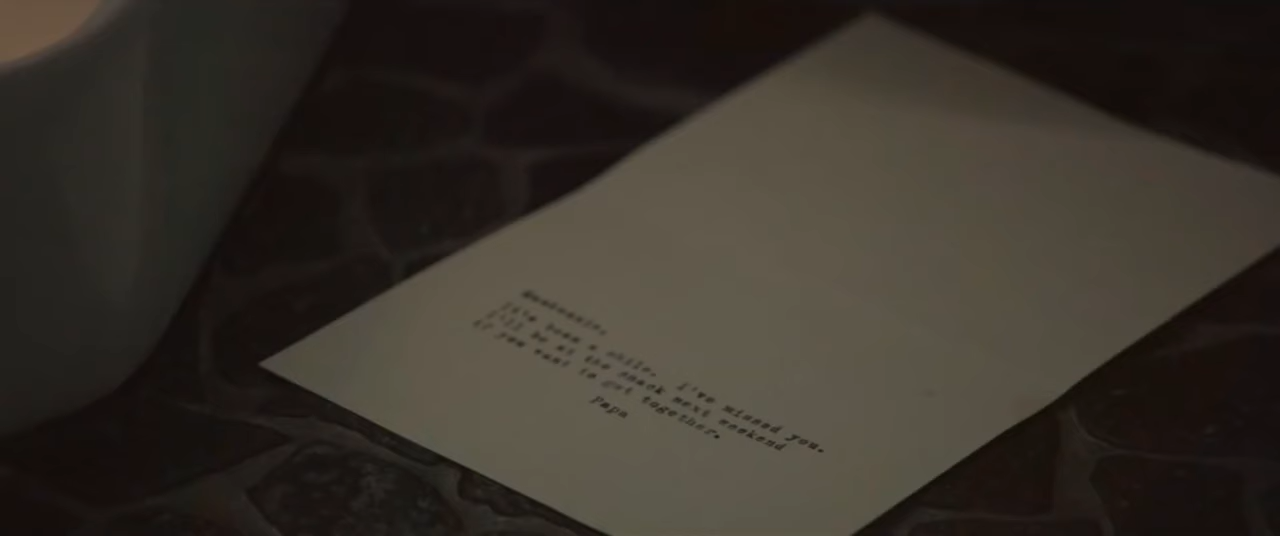 Mackenzie,
It's been a while. I've missed you.
I'll be at the shack next weekend
if you want to get together.
Papa